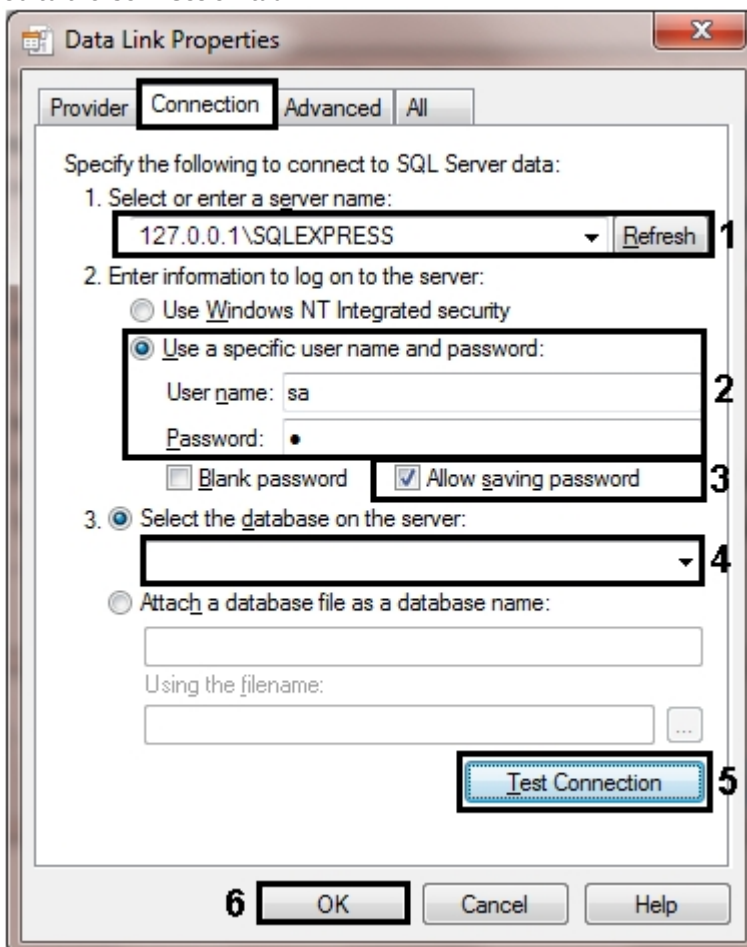 Data Link Properties
Provider Connection Advanced All
Specify the following to connect to SQL Server data:
1. Select or enter a server name:
127.0.0.1\SQLEXPRESS Refresh 1
2. Enter information to log on to the server:
Use Windows NT Integrated security
Use a specific user name and password:
User name: sa 2
Password: ●
Blank password Allow saving password 3
3. Select the database on the server:
4
Attach a database file as a database name:
Using the filename:
...
Test Connection 5
6 OK Cancel Help